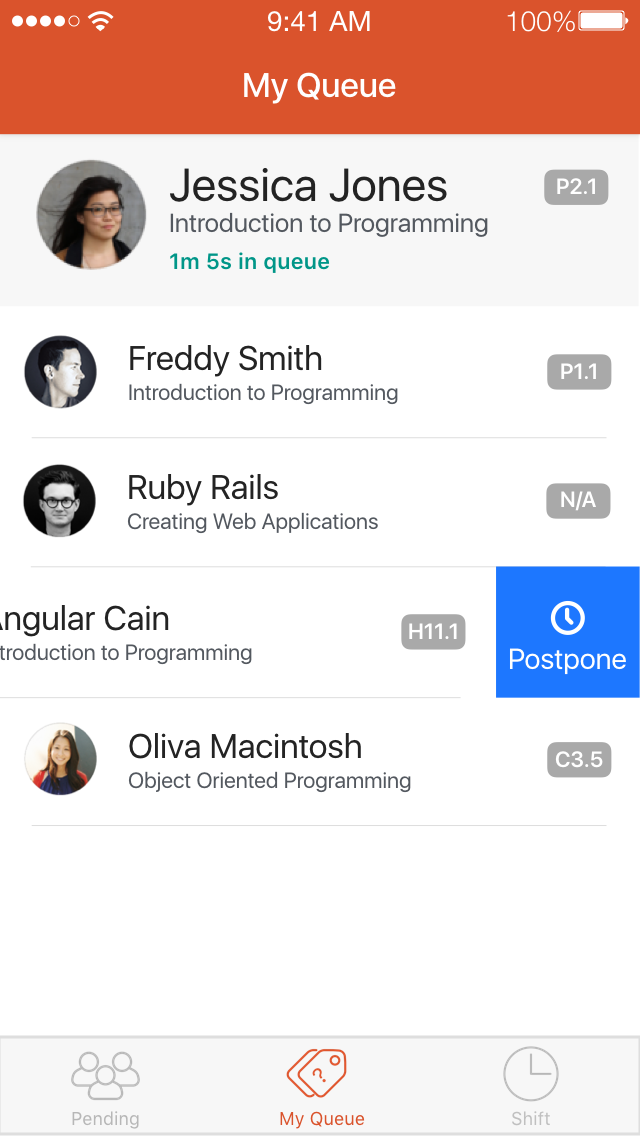 9:41 AM 100%
My Queue
Jessica Jones P2.1
Introduction to Programming
1m 5s in queue
Freddy Smith P1.1
Introduction to Programming
Ruby Rails N/A
Creating Web Applications
ngular Cain H11.1
troduction to Programming
Postpone
Oliva Macintosh C3.5
Object Oriented Programming
?
Pending My Queue Shift